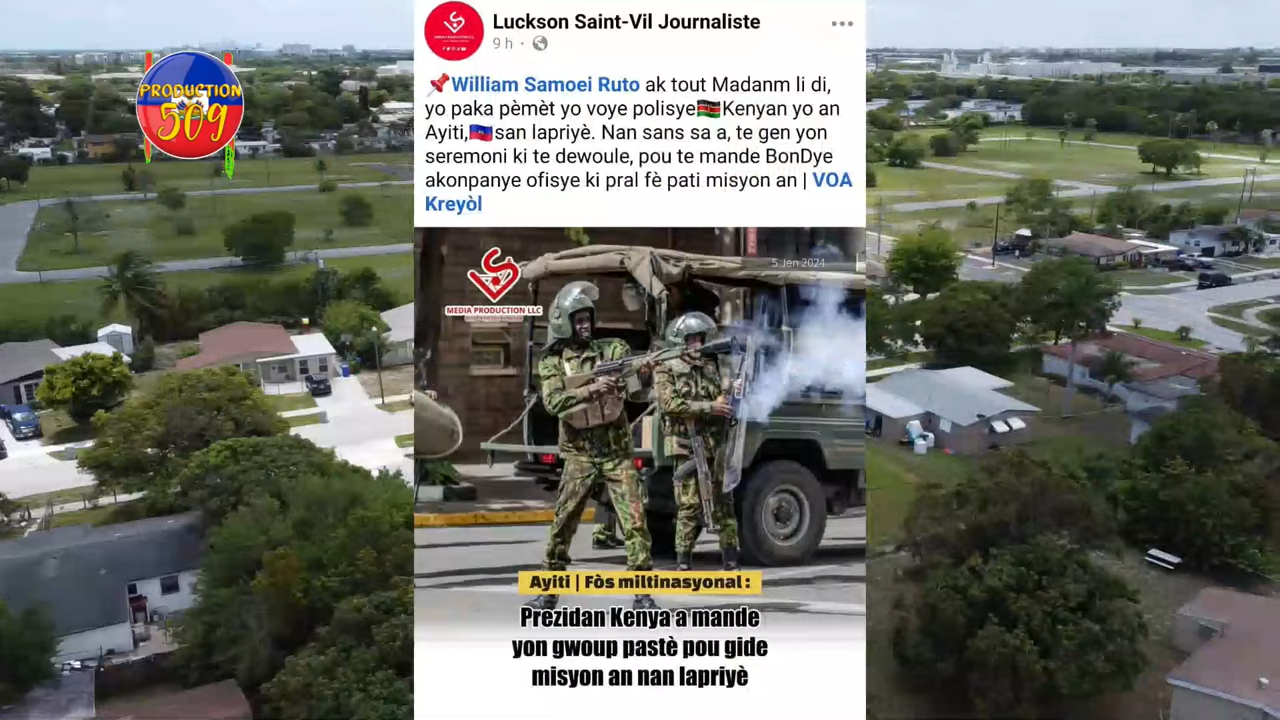 PRODUCTION
509
Luckson Saint-Vil Journaliste
9 h ·
William Samoei Ruto ak tout Madanm li di,
yo paka pèmèt yo voye polisye Kenyan yo an
Ayiti, san lapriyè. Nan sans sa a, te gen yon
seremoni ki te dewoule, pou te mande BonDye
akonpanye ofisye ki pral fè pati misyon an | VOA
Kreyòl
5 Jen 2024
MEDIA PRODUCTION LLC
Ayiti | Fòs miltinasyonal :
Prezidan Kenya a mande
yon gwoup pastè pou gide
misyon an nan lapriyè